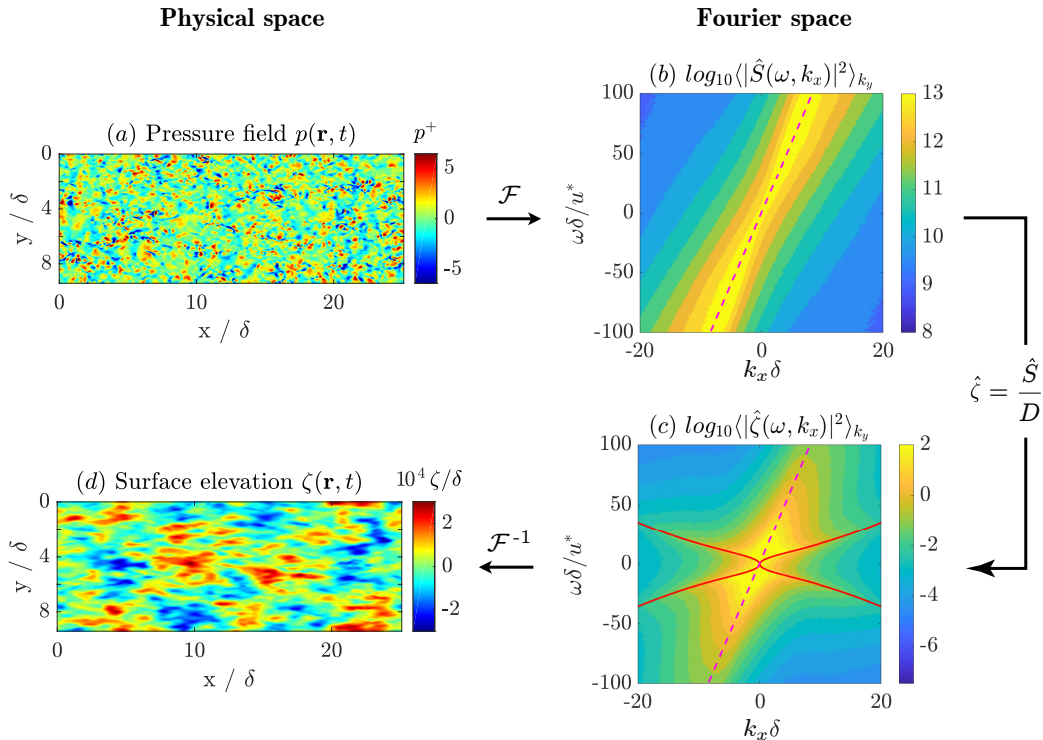 Physical space
Fourier space
(a) Pressure field p(r, t)
p⁺
0
4
8
y / δ
0
10
20
x / δ
5
0
-5
𝓕
(b) log₁₀⟨|Ŝ(ω, kₓ)|²⟩ₖᵧ
100
50
0
-50
-100
ωδ/u*
-20
0
20
kₓδ
13
12
11
10
9
8
ζ̂ = Ŝ / D
(c) log₁₀⟨|ζ̂(ω, kₓ)|²⟩ₖᵧ
100
50
0
-50
-100
ωδ/u*
-20
0
20
kₓδ
2
0
-2
-4
-6
𝓕⁻¹
(d) Surface elevation ζ(r, t)
10⁴ ζ/δ
0
4
8
y / δ
0
10
20
x / δ
2
0
-2